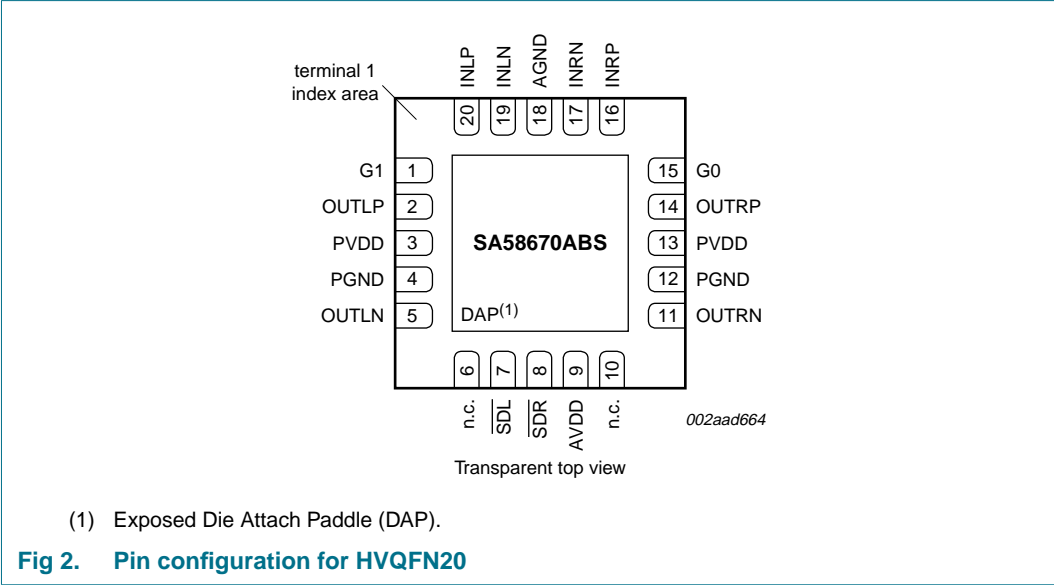 terminal 1
index area
INLP
INLN
AGND
INRN
INRP
20
19
18
17
16
G1 1
15 G0
OUTLP 2
14 OUTRP
PVDD 3
SA58670ABS
13 PVDD
PGND 4
12 PGND
OUTLN 5
DAP(1)
11 OUTRN
6
7
8
9
10
n.c.
SDL
SDR
AVDD
n.c.
002aad664
Transparent top view
(1) Exposed Die Attach Paddle (DAP).
Fig 2. Pin configuration for HVQFN20